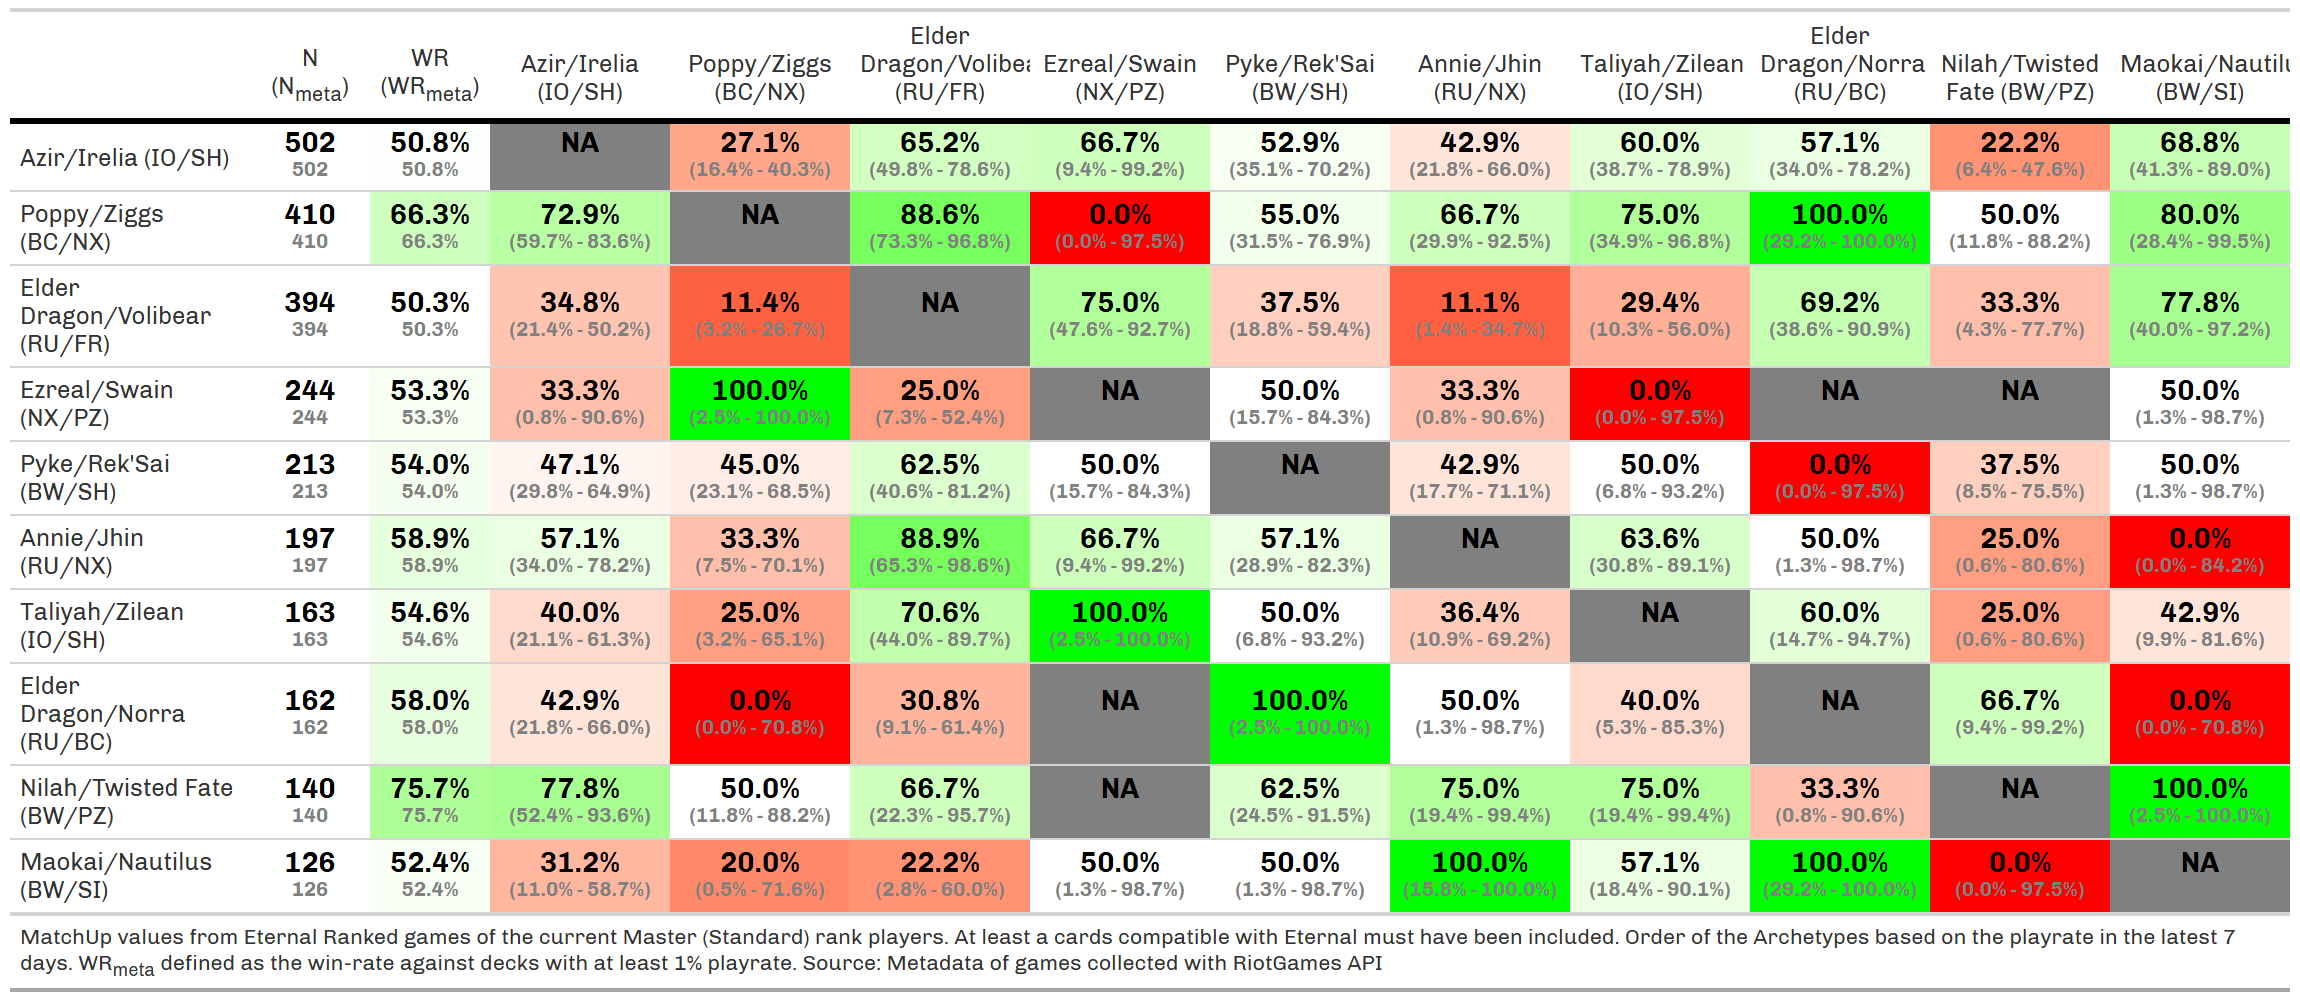 N (Nmeta) WR (WRmeta) Azir/Irelia (IO/SH) Poppy/Ziggs (BC/NX) Elder Dragon/Volibea (RU/FR) Ezreal/Swain (NX/PZ) Pyke/Rek'Sai (BW/SH) Annie/Jhin (RU/NX) Taliyah/Zilean (IO/SH) Elder Dragon/Norra (RU/BC) Nilah/Twisted Fate (BW/PZ) Maokai/Nautilu (BW/SI)
Azir/Irelia (IO/SH) 502 50.8% NA 27.1% 65.2% 66.7% 52.9% 42.9% 60.0% 57.1% 22.2% 68.8%
502 50.8% (16.4% - 40.3%) (49.8% - 78.6%) (9.4% - 99.2%) (35.1% - 70.2%) (21.8% - 66.0%) (38.7% - 78.9%) (34.0% - 78.2%) (6.4% - 47.6%) (41.3% - 89.0%)
Poppy/Ziggs 410 66.3% 72.9% NA 88.6% 0.0% 55.0% 66.7% 75.0% 100.0% 50.0% 80.0%
(BC/NX) 410 66.3% (59.7% - 83.6%) (73.3% - 96.8%) (0.0% - 97.5%) (31.5% - 76.9%) (29.9% - 92.5%) (34.9% - 96.8%) (29.2% - 100.0%) (11.8% - 88.2%) (28.4% - 99.5%)
Elder
Dragon/Volibear 394 50.3% 34.8% 11.4% NA 75.0% 37.5% 11.1% 29.4% 69.2% 33.3% 77.8%
(RU/FR) 394 50.3% (21.4% - 50.2%) (3.2% - 26.7%) (47.6% - 92.7%) (18.8% - 59.4%) (1.4% - 34.7%) (10.3% - 56.0%) (38.6% - 90.9%) (4.3% - 77.7%) (40.0% - 97.2%)
Ezreal/Swain 244 53.3% 33.3% 100.0% 25.0% NA 50.0% 33.3% 0.0% NA NA 50.0%
(NX/PZ) 244 53.3% (0.8% - 90.6%) (2.5% - 100.0%) (7.3% - 52.4%) (15.7% - 84.3%) (0.8% - 90.6%) (0.0% - 97.5%) (1.3% - 98.7%)
Pyke/Rek'Sai 213 54.0% 47.1% 45.0% 62.5% 50.0% NA 42.9% 50.0% 0.0% 37.5% 50.0%
(BW/SH) 213 54.0% (29.8% - 64.9%) (23.1% - 68.5%) (40.6% - 81.2%) (15.7% - 84.3%) (17.7% - 71.1%) (6.8% - 93.2%) (0.0% - 97.5%) (8.5% - 75.5%) (1.3% - 98.7%)
Annie/Jhin 197 58.9% 57.1% 33.3% 88.9% 66.7% 57.1% NA 63.6% 50.0% 25.0% 0.0%
(RU/NX) 197 58.9% (34.0% - 78.2%) (7.5% - 70.1%) (65.3% - 98.6%) (9.4% - 99.2%) (28.9% - 82.3%) (30.8% - 89.1%) (1.3% - 98.7%) (0.6% - 80.6%) (0.0% - 84.2%)
Taliyah/Zilean 163 54.6% 40.0% 25.0% 70.6% 100.0% 50.0% 36.4% NA 60.0% 25.0% 42.9%
(IO/SH) 163 54.6% (21.1% - 61.3%) (3.2% - 65.1%) (44.0% - 89.7%) (2.5% - 100.0%) (6.8% - 93.2%) (10.9% - 69.2%) (14.7% - 94.7%) (0.6% - 80.6%) (9.9% - 81.6%)
Elder
Dragon/Norra 162 58.0% 42.9% 0.0% 30.8% NA 100.0% 50.0% 40.0% NA 66.7% 0.0%
(RU/BC) 162 58.0% (21.8% - 66.0%) (0.0% - 70.8%) (9.1% - 61.4%) (2.5% - 100.0%) (1.3% - 98.7%) (5.3% - 85.3%) (9.4% - 99.2%) (0.0% - 70.8%)
Nilah/Twisted Fate 140 75.7% 77.8% 50.0% 66.7% NA 62.5% 75.0% 75.0% 33.3% NA 100.0%
(BW/PZ) 140 75.7% (52.4% - 93.6%) (11.8% - 88.2%) (22.3% - 95.7%) (24.5% - 91.5%) (19.4% - 99.4%) (19.4% - 99.4%) (0.8% - 90.6%) (2.5% - 100.0%)
Maokai/Nautilus 126 52.4% 31.2% 20.0% 22.2% 50.0% 50.0% 100.0% 57.1% 100.0% 0.0% NA
(BW/SI) 126 52.4% (11.0% - 58.7%) (0.5% - 71.6%) (2.8% - 60.0%) (1.3% - 98.7%) (1.3% - 98.7%) (15.8% - 100.0%) (18.4% - 90.1%) (29.2% - 100.0%) (0.0% - 97.5%)
MatchUp values from Eternal Ranked games of the current Master (Standard) rank players. At least a cards compatible with Eternal must have been included. Order of the Archetypes based on the playrate in the latest 7
days. WRmeta defined as the win-rate against decks with at least 1% playrate. Source: Metadata of games collected with RiotGames API